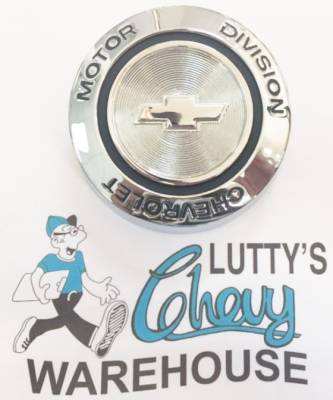 MOTOR DIVISION
CHEVROLET
LUTTY'S
Chevy
WAREHOUSE